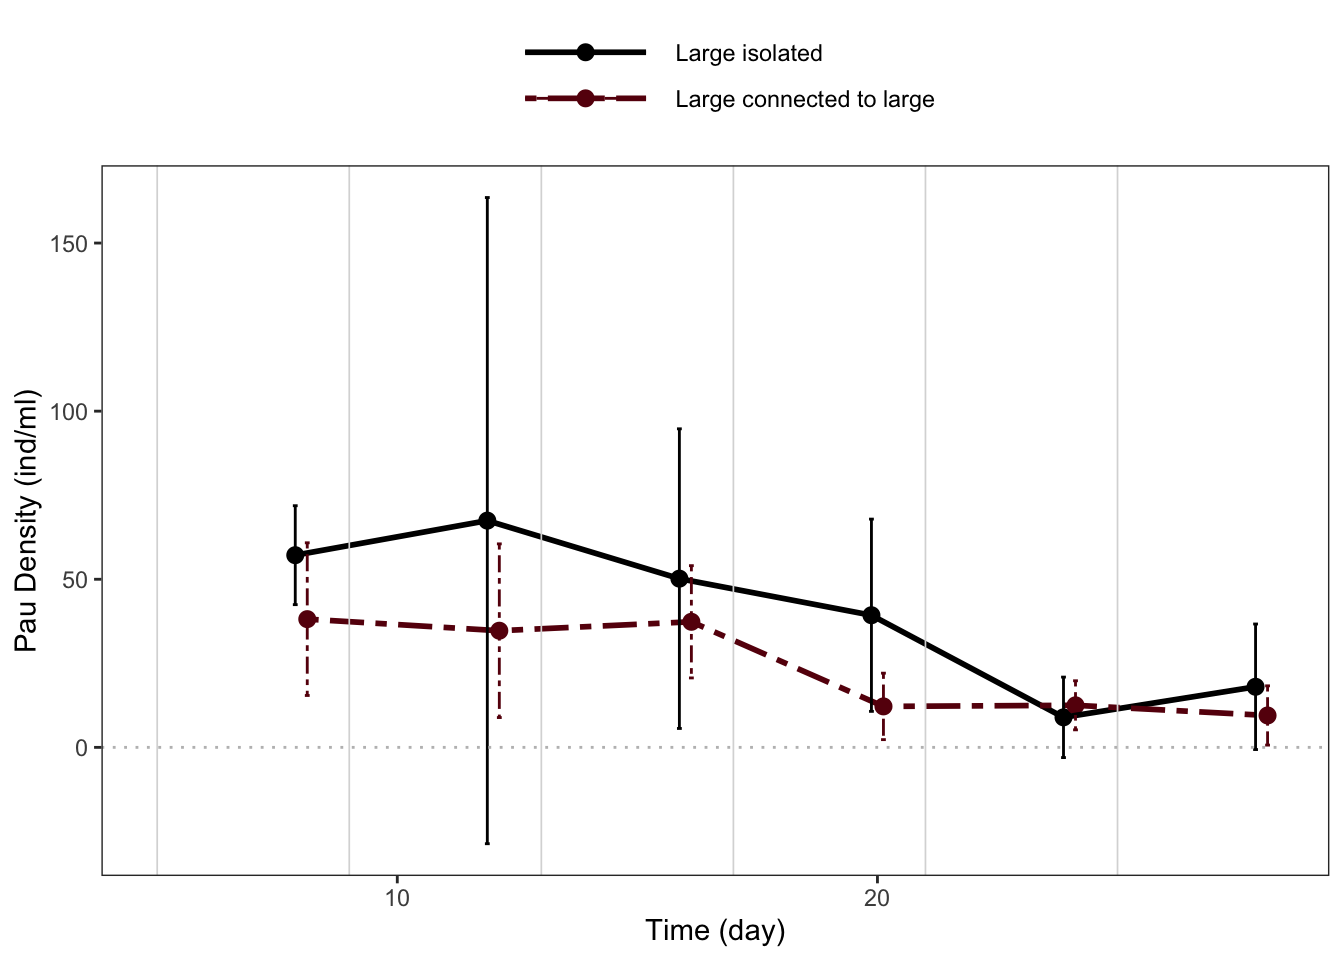 Large isolated
Large connected to large
150
100
50
0
Pau Density (ind/ml)
10
20
Time (day)